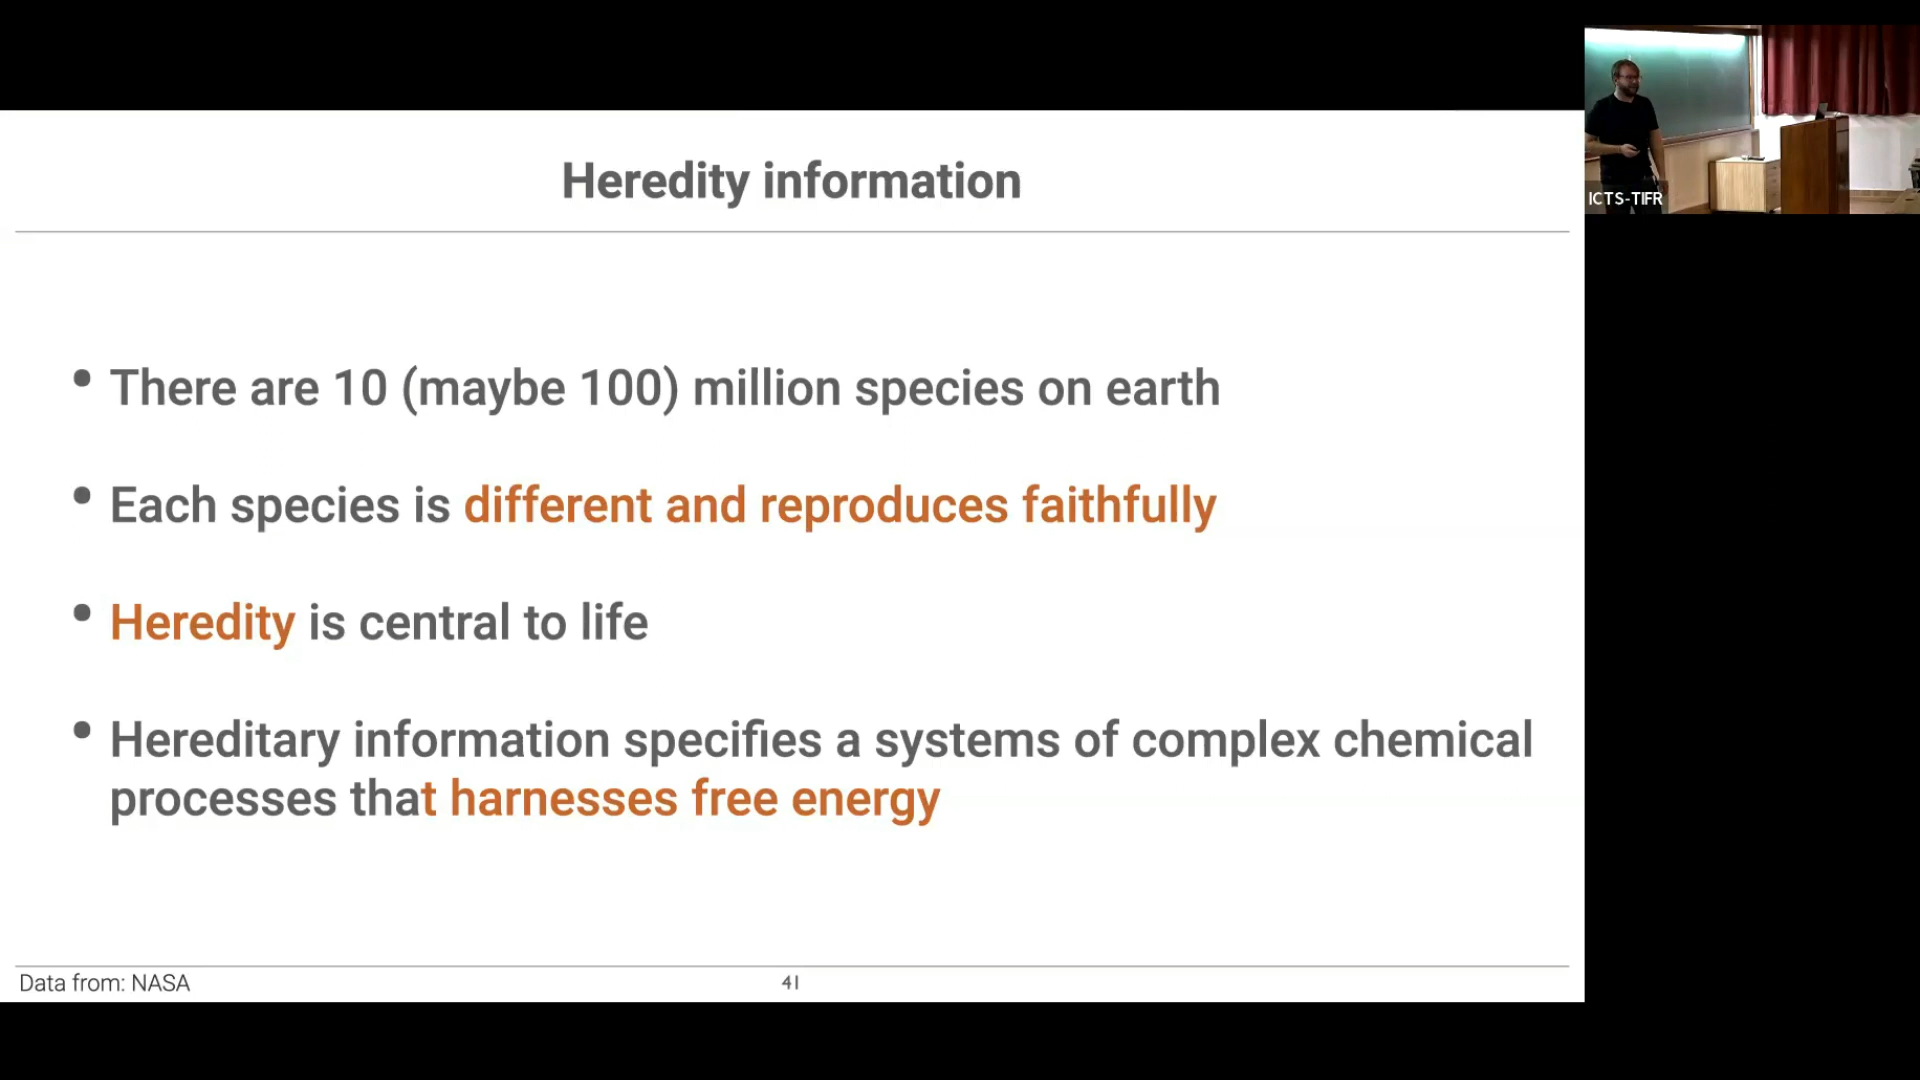 Heredity information
• There are 10 (maybe 100) million species on earth
• Each species is different and reproduces faithfully
• Heredity is central to life
• Hereditary information specifies a systems of complex chemical
processes that harnesses free energy
Data from: NASA
41
ICTS-TIFR